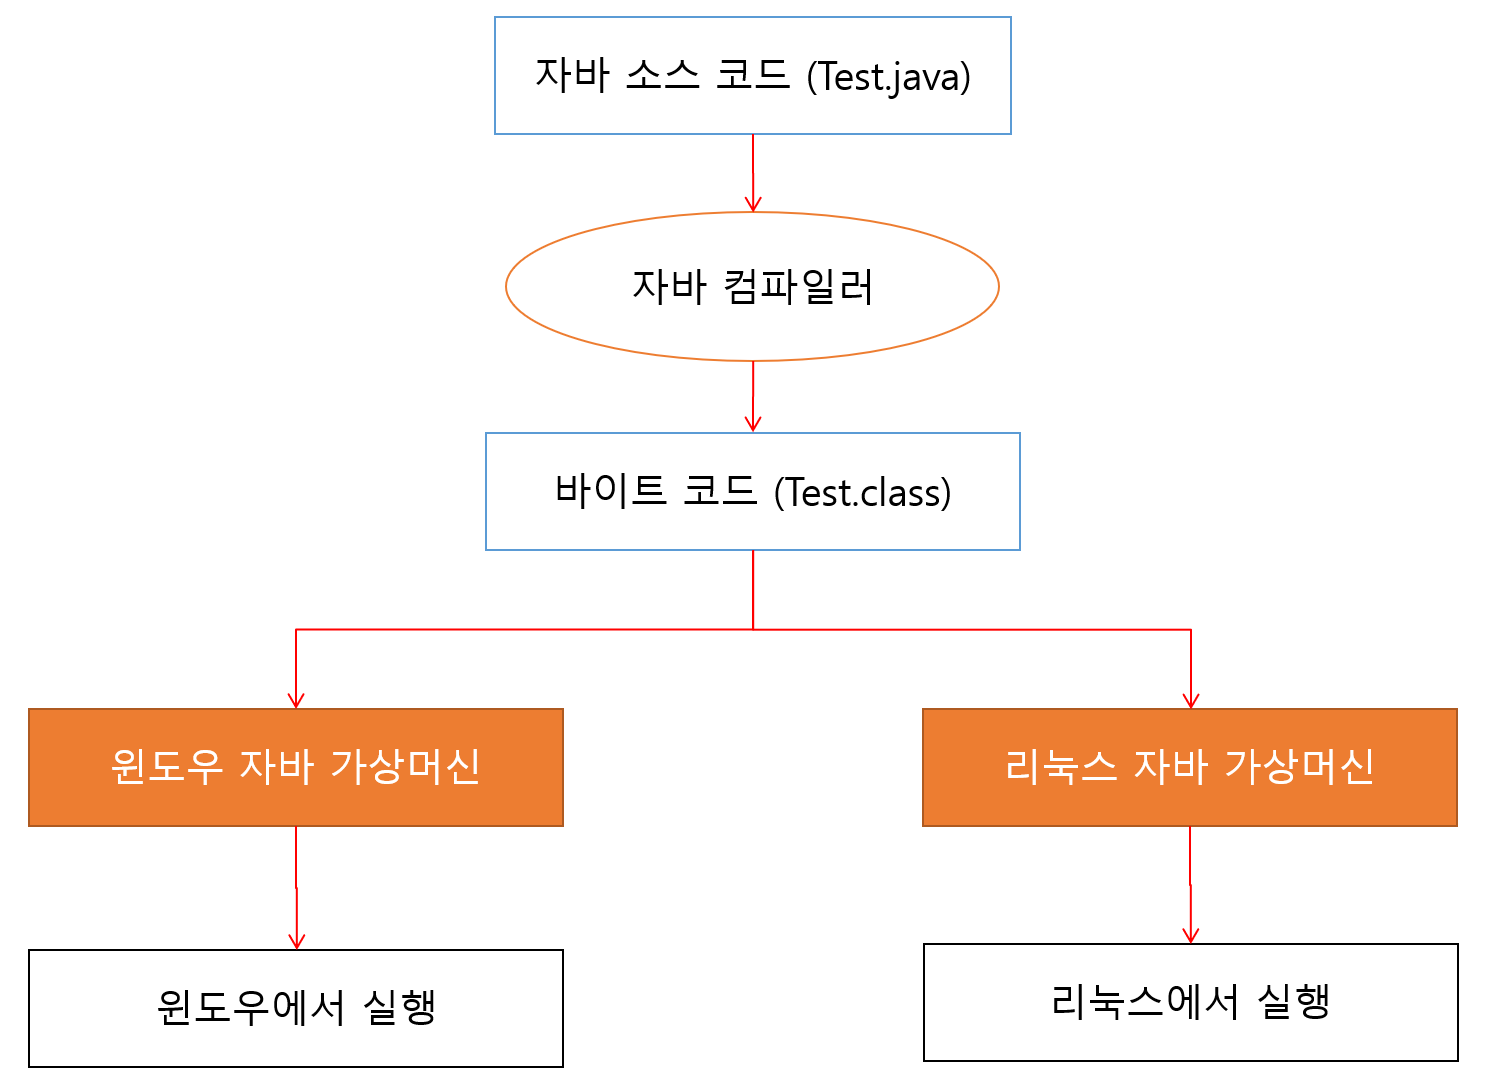 자바 소스 코드 (Test.java)
자바 컴파일러
바이트 코드 (Test.class)
윈도우 자바 가상머신
리눅스 자바 가상머신
윈도우에서 실행
리눅스에서 실행